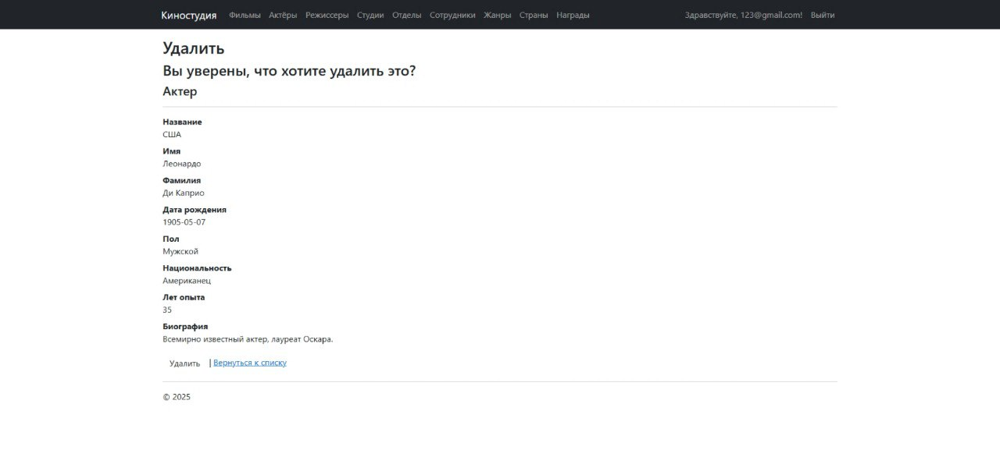 Киностудия Фильмы Актёры Режиссеры Студии Отделы Сотрудники Жанры Страны Награды Здравствуйте, 123@gmail.com! Выйти
Удалить
Вы уверены, что хотите удалить это?
Актер
Название
США
Имя
Леонардо
Фамилия
Ди Каприо
Дата рождения
1905-05-07
Пол
Мужской
Национальность
Американец
Лет опыта
35
Биография
Всемирно известный актер, лауреат Оскара.
Удалить | Вернуться к списку
© 2025